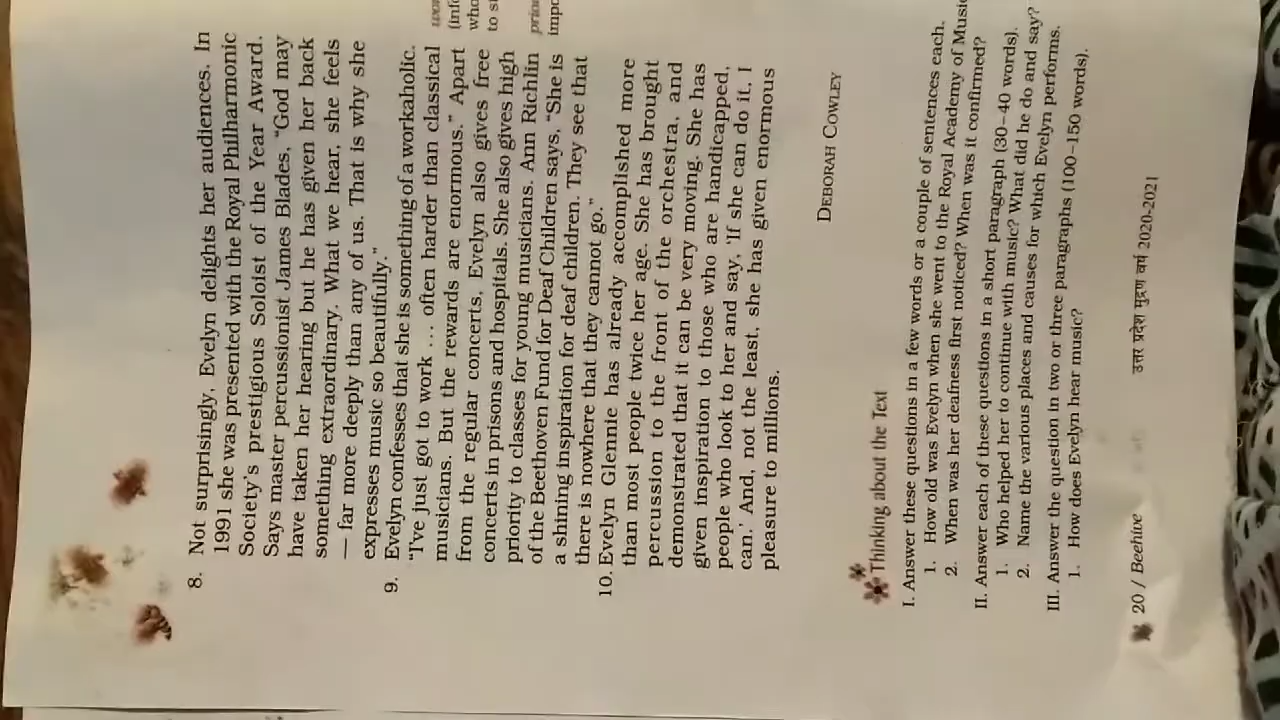 8. Not surprisingly, Evelyn delights her audiences. In
1991 she was presented with the Royal Philharmonic
Society's prestigious Soloist of the Year Award.
Says master percussionist James Blades, “God may
have taken her hearing but he has given her back
something extraordinary. What we hear, she feels
— far more deeply than any of us. That is why she
expresses music so beautifully.”
9. Evelyn confesses that she is something of a workaholic.
“I've just got to work ... often harder than classical
musicians. But the rewards are enormous.” Apart
from the regular concerts, Evelyn also gives free
concerts in prisons and hospitals. She also gives high
priority to classes for young musicians. Ann Richlin
of the Beethoven Fund for Deaf Children says, “She is
a shining inspiration for deaf children. They see that
there is nowhere that they cannot go.”
10. Evelyn Glennie has already accomplished more
than most people twice her age. She has brought
percussion to the front of the orchestra, and
demonstrated that it can be very moving. She has
given inspiration to those who are handicapped,
people who look to her and say, ‘If she can do it, I
can.’ And, not the least, she has given enormous
pleasure to millions.
DEBORAH COWLEY
Thinking about the Text
I. Answer these questions in a few words or a couple of sentences each.
1. How old was Evelyn when she went to the Royal Academy of
2. When was her deafness first noticed? When was it confirmed?
II. Answer each of these questions in a short paragraph (30–40 words).
1. Who helped her to continue with music? What did he do and say?
2. Name the various places and causes for which Evelyn performs.
III. Answer the question in two or three paragraphs (100–150 words).
1. How does Evelyn hear music?
20 / Beehive
उत्तर प्रदेश मुद्रण वर्ष 2020-2021